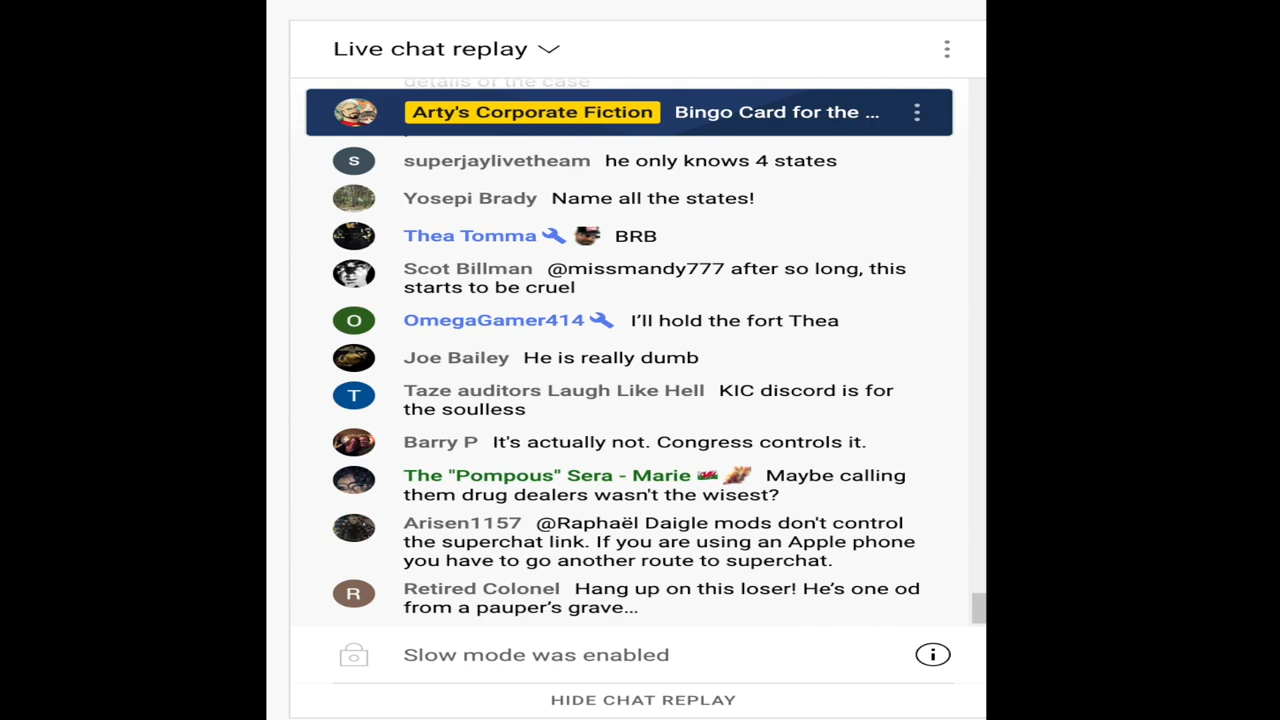 Live chat replay
details of the case
Arty's Corporate Fiction Bingo Card for the ...
S superjaylivetheam he only knows 4 states
Yosepi Brady Name all the states!
Thea Tomma BRB
Scot Billman @missmandy777 after so long, this
starts to be cruel
O OmegaGamer414 I'll hold the fort Thea
Joe Bailey He is really dumb
T Taze auditors Laugh Like Hell KIC discord is for
the soulless
Barry P It's actually not. Congress controls it.
The "Pompous" Sera - Marie Maybe calling
them drug dealers wasn't the wisest?
Arisen1157 @Raphaël Daigle mods don't control
the superchat link. If you are using an Apple phone
you have to go another route to superchat.
R Retired Colonel Hang up on this loser! He's one od
from a pauper's grave...
Slow mode was enabled
HIDE CHAT REPLAY